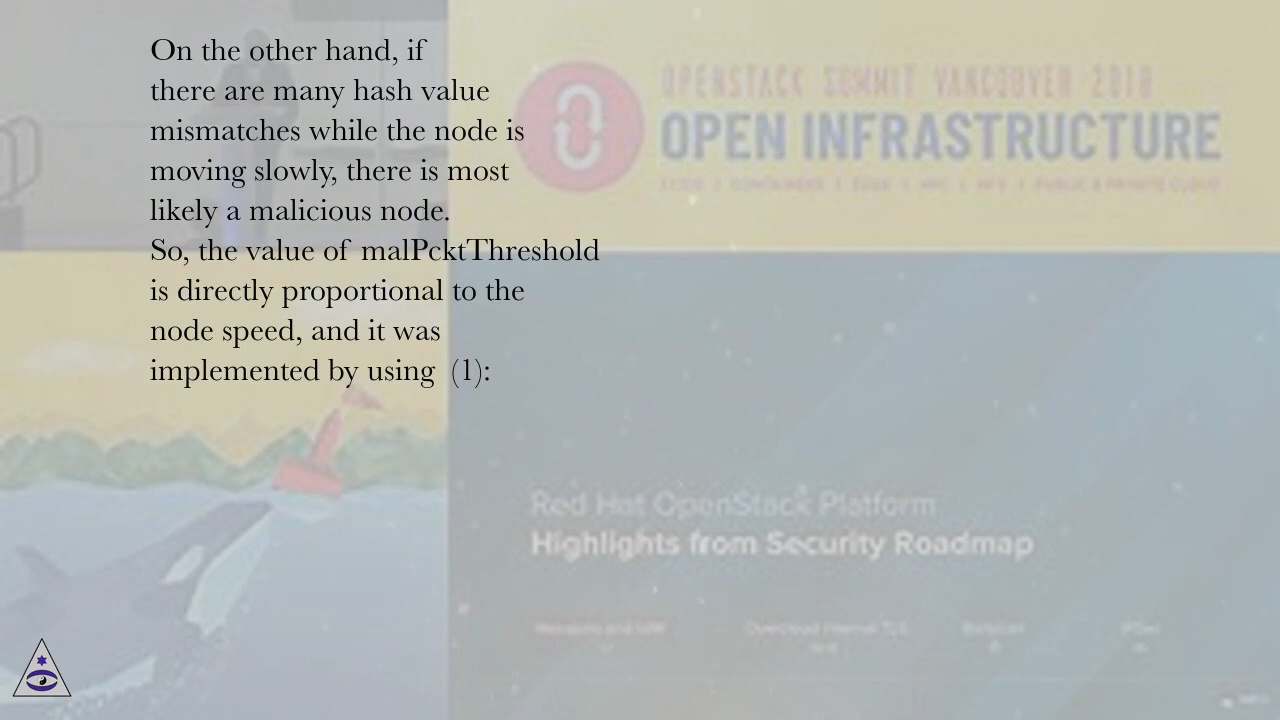 On the other hand, if
there are many hash value
mismatches while the node is
moving slowly, there is most
likely a malicious node.
So, the value of malPcktThreshold
is directly proportional to the
node speed, and it was
implemented by using (1):
OPENSTACK SUMMIT VANCOUVER 2018
OPEN INFRASTRUCTURE
Red Hat OpenStack Platform
Highlights from Security Roadmap